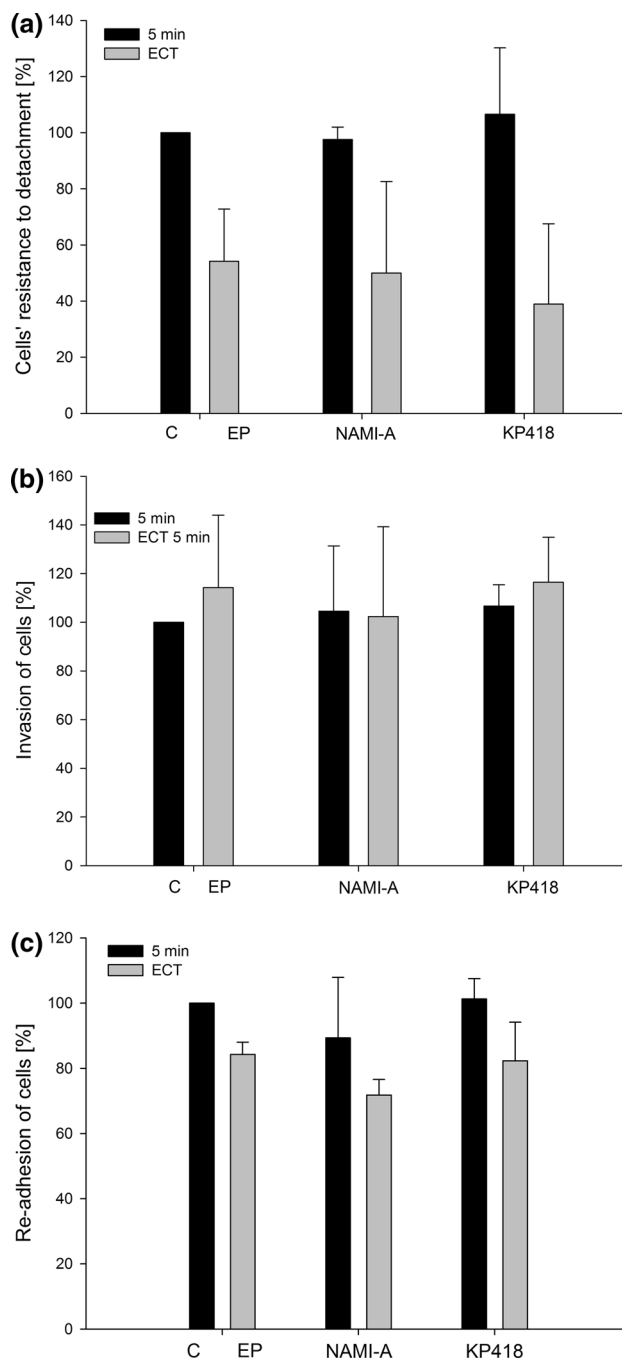 (a)
140
120
100
80
60
40
20
0
Cells' resistance to detachment [%]
5 min
ECT
C EP NAMI-A KP418
(b)
160
140
120
100
80
60
40
20
0
Invasion of cells [%]
5 min
ECT 5 min
C EP NAMI-A KP418
(c)
120
100
80
60
40
20
0
Re-adhesion of cells [%]
5 min
ECT
C EP NAMI-A KP418